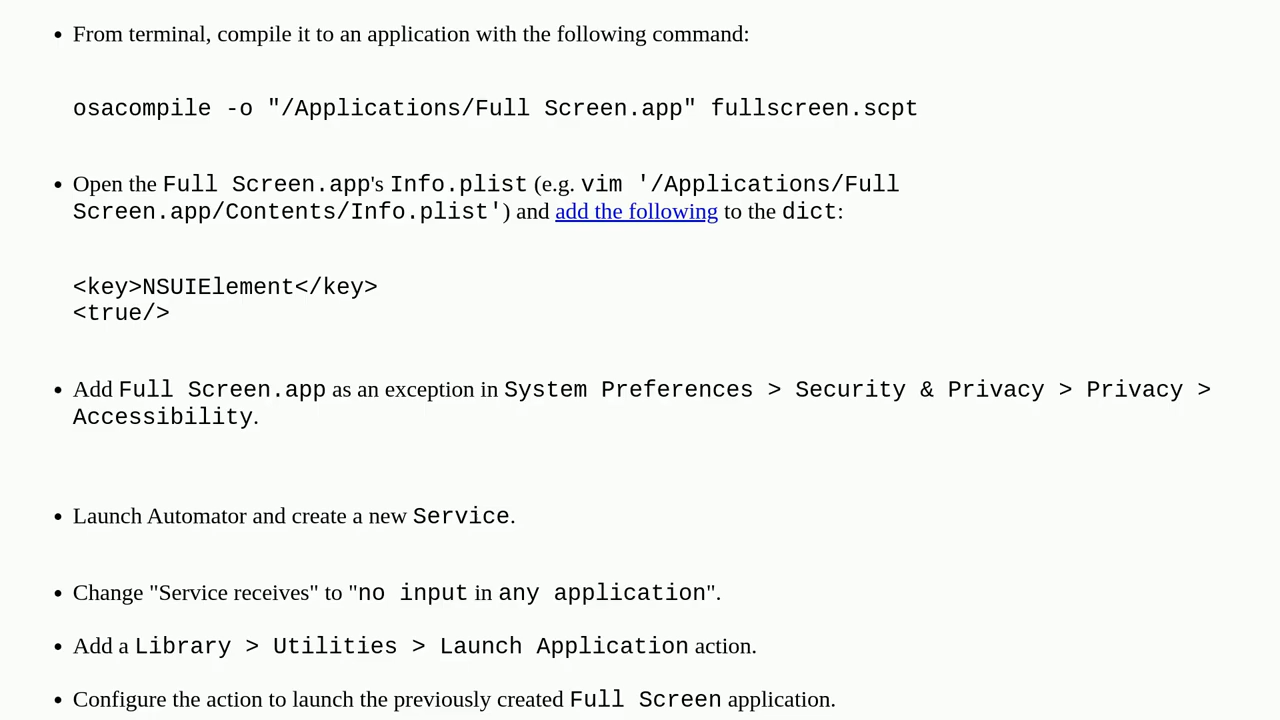 • From terminal, compile it to an application with the following command:
osacompile -o "/Applications/Full Screen.app" fullscreen.scpt
• Open the Full Screen.app's Info.plist (e.g. vim '/Applications/Full
Screen.app/Contents/Info.plist') and add the following to the dict:
<key>NSUIElement</key>
<true/>
• Add Full Screen.app as an exception in System Preferences > Security & Privacy > Privacy >
Accessibility.
• Launch Automator and create a new Service.
• Change "Service receives" to "no input in any application".
• Add a Library > Utilities > Launch Application action.
• Configure the action to launch the previously created Full Screen application.